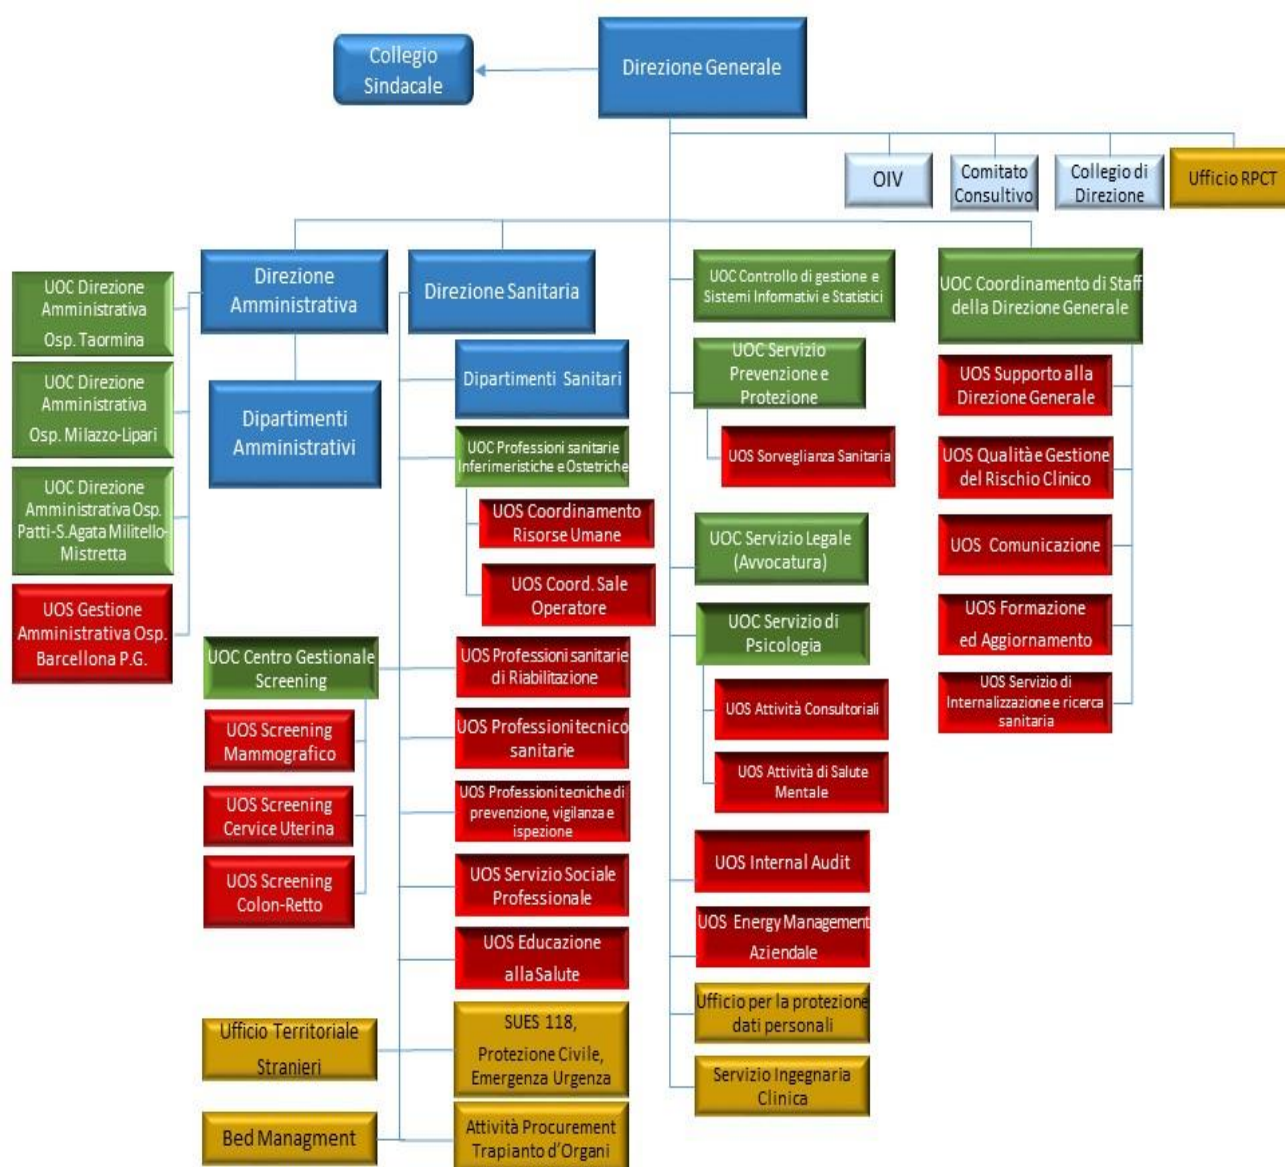 Collegio
Sindacale
Direzione Generale
OIV
Comitato
Consultivo
Collegio di
Direzione
Ufficio RPCT
Direzione
Amministrativa
Direzione Sanitaria
UOC Direzione
Amministrativa
Osp. Taormina
UOC Direzione
Amministrativa
Osp. Milazzo-Lipari
UOC Direzione
Amministrativa Osp.
Patti-S.Agata Militello-
Mistretta
UOS Gestione
Amministrativa Osp.
Barcellona P.G.
Dipartimenti
Amministrativi
Dipartimenti Sanitari
UOC Professioni sanitarie
Inferimeristiche e Ostetriche
UOS Coordinamento
Risorse Umane
UOS Coord. Sale
Operatore
UOC Centro Gestionale
Screening
UOS Screening
Mammografico
UOS Screening
Cervice Uterina
UOS Screening
Colon-Retto
UOS Professioni sanitarie
di Riabilitazione
UOS Professioni tecnico
sanitarie
UOS Professioni tecniche di
prevenzione, vigilanza e
ispezione
UOS Servizio Sociale
Professionale
UOS Educazione
alla Salute
Ufficio Territoriale
Stranieri
SUES 118,
Protezione Civile,
Emergenza Urgenza
Bed Managment
Attività Procurement
Trapianto d'Organi
UOC Controllo di gestione e
Sistemi Informativi e Statistici
UOC Servizio
Prevenzione e
Protezione
UOS Sorveglianza Sanitaria
UOC Servizio Legale
(Avvocatura)
UOC Servizio di
Psicologia
UOS Attività Consultoriali
UOS Attività di Salute
Mentale
UOS Internal Audit
UOS Energy Management
Aziendale
Ufficio per la protezione
dati personali
Servizio Ingegnaria
Clinica
UOC Coordinamento di Staff
della Direzione Generale
UOS Supporto alla
Direzione Generale
UOS Qualità e Gestione
del Rischio Clinico
UOS Comunicazione
UOS Formazione
ed Aggiornamento
UOS Servizio di
Internalizzazione e ricerca
sanitaria